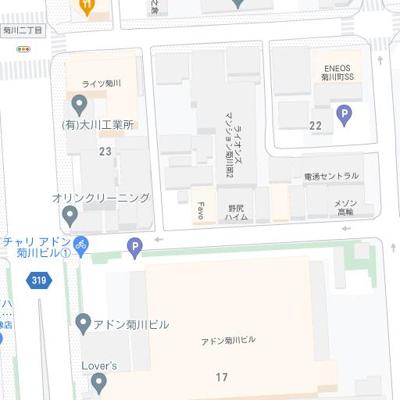 之倉
菊川二丁目
ENEOS
菊川町SS
ライツ菊川
(有)大川工業所
ライオンズ
マンション菊川第2
22
23
電通セントラル
オリンクリーニング
メゾン
高輪
Favo
野尻
ハイム
チャリ アドン
菊川ビル①
P
P
319
アドン菊川ビル
アドン菊川ビル
Lover's
17